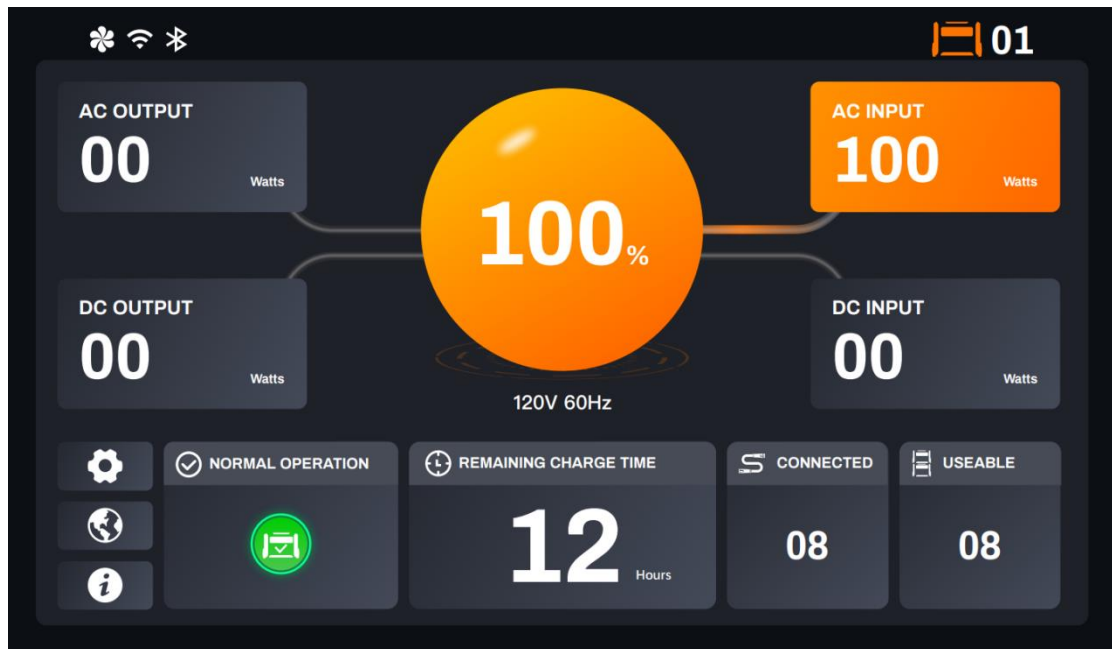 01
AC OUTPUT
00 Watts
AC INPUT
100 Watts
100%
DC OUTPUT
00 Watts
DC INPUT
00 Watts
120V 60Hz
NORMAL OPERATION
REMAINING CHARGE TIME
CONNECTED
USEABLE
12 Hours
08
08
i